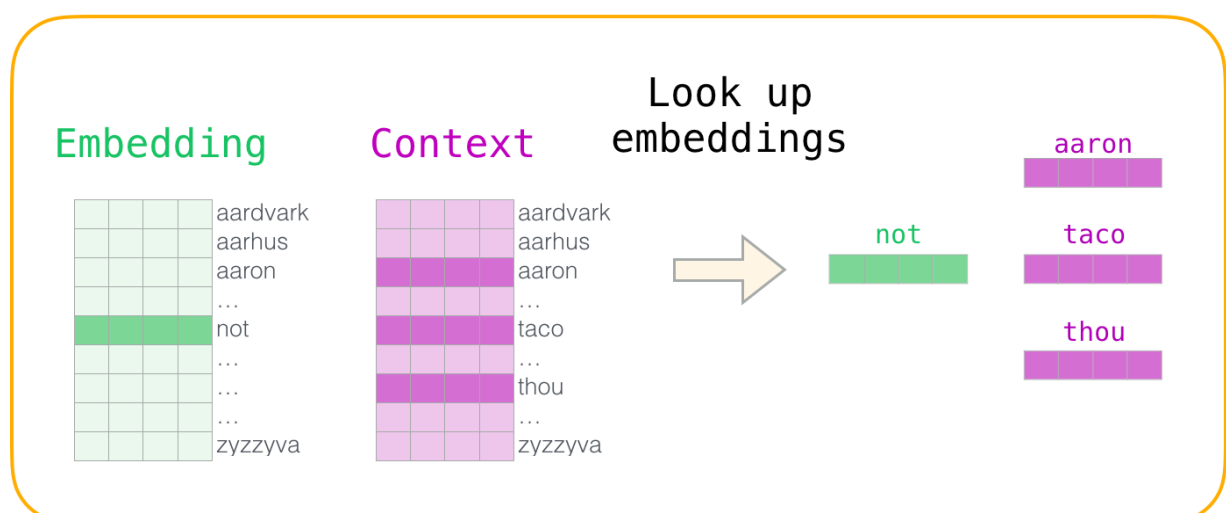 Embedding
aardvark
aarhus
aaron
...
not
...
...
...
zyzzyva
Context
aardvark
aarhus
aaron
...
taco
...
thou
...
zyzzyva
Look up
embeddings
not
aaron
taco
thou